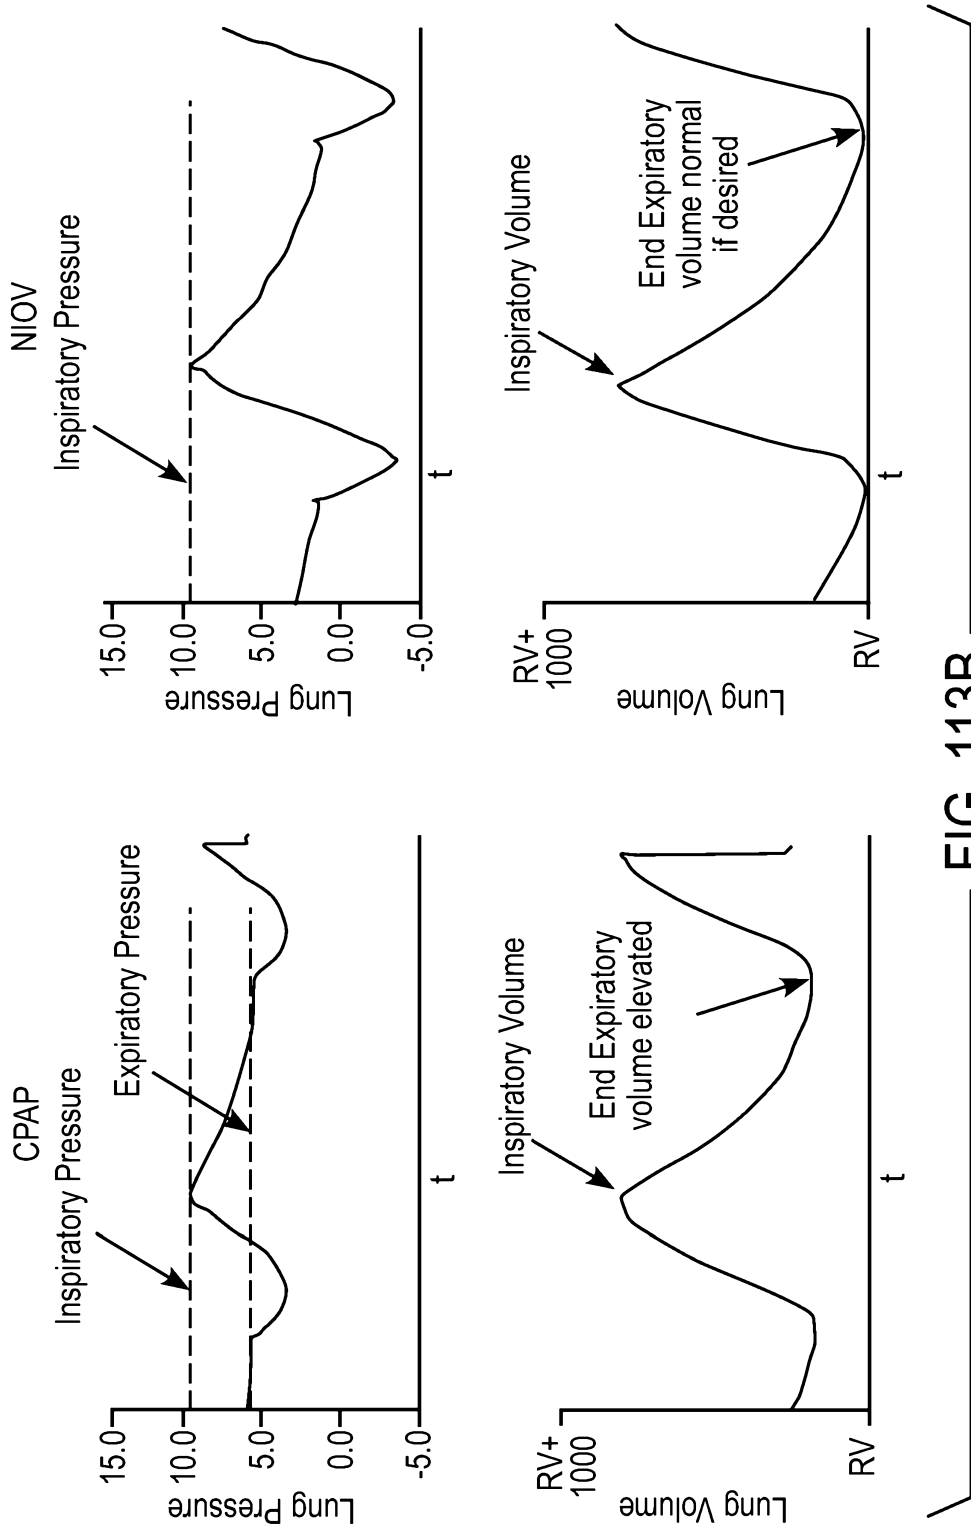 CPAP
Inspiratory Pressure
Expiratory Pressure
15.0
10.0
5.0
0.0
-5.0
Lung Pressure
t
Inspiratory Volume
End Expiratory
volume elevated
RV+
1000
RV
Lung Volume
t
NIOV
Inspiratory Pressure
15.0
10.0
5.0
0.0
-5.0
Lung Pressure
t
Inspiratory Volume
End Expiratory
volume normal
if desired
RV+
1000
RV
Lung Volume
t
FIG. 113B